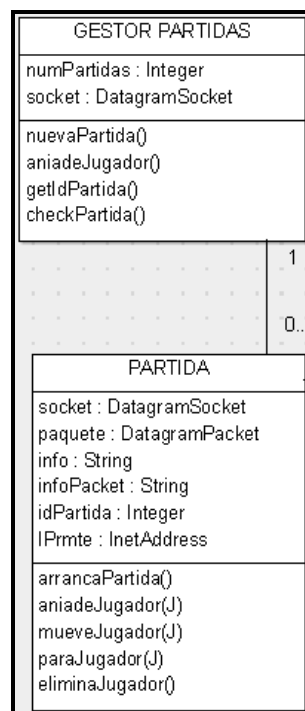 GESTOR PARTIDAS
numPartidas : Integer
socket : DatagramSocket
nuevaPartida()
aniadeJugador()
getIdPartida()
checkPartida()
1
0..
PARTIDA
socket : DatagramSocket
paquete : DatagramPacket
info : String
infoPacket : String
idPartida : Integer
IPrmte : InetAddress
arrancaPartida()
aniadeJugador(J)
mueveJugador(J)
paraJugador(J)
eliminaJugador()